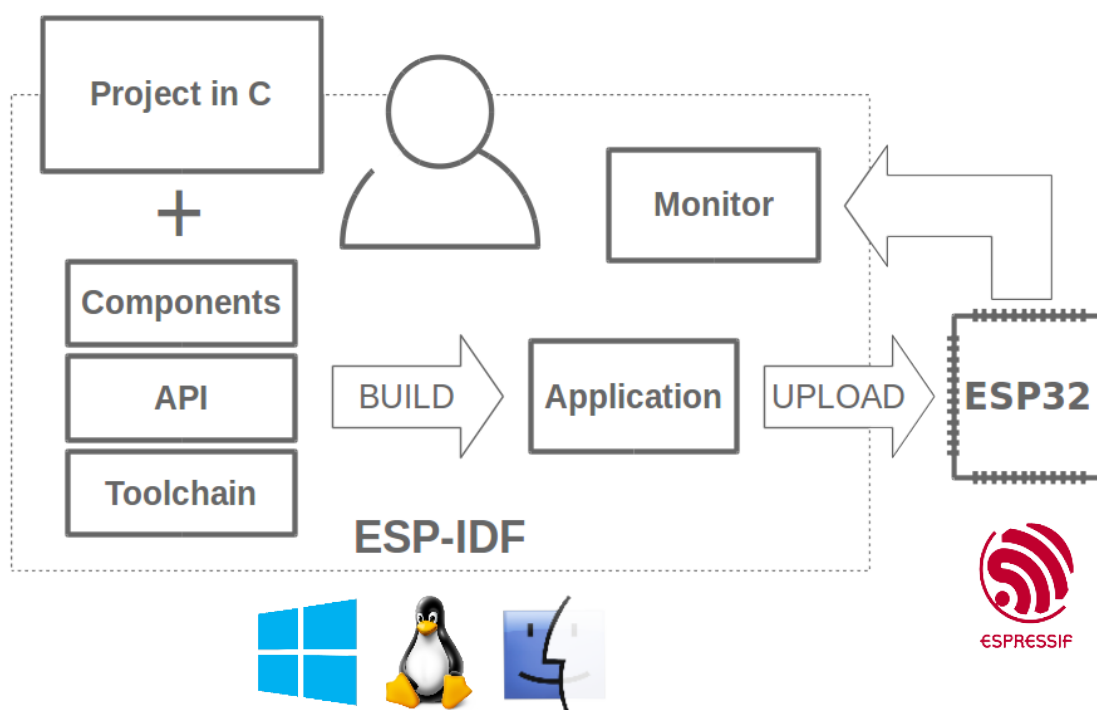 Project in C
+
Monitor
Components
API
Toolchain
BUILD
Application
UPLOAD
ESP32
ESP-IDF
ESPRESSIF